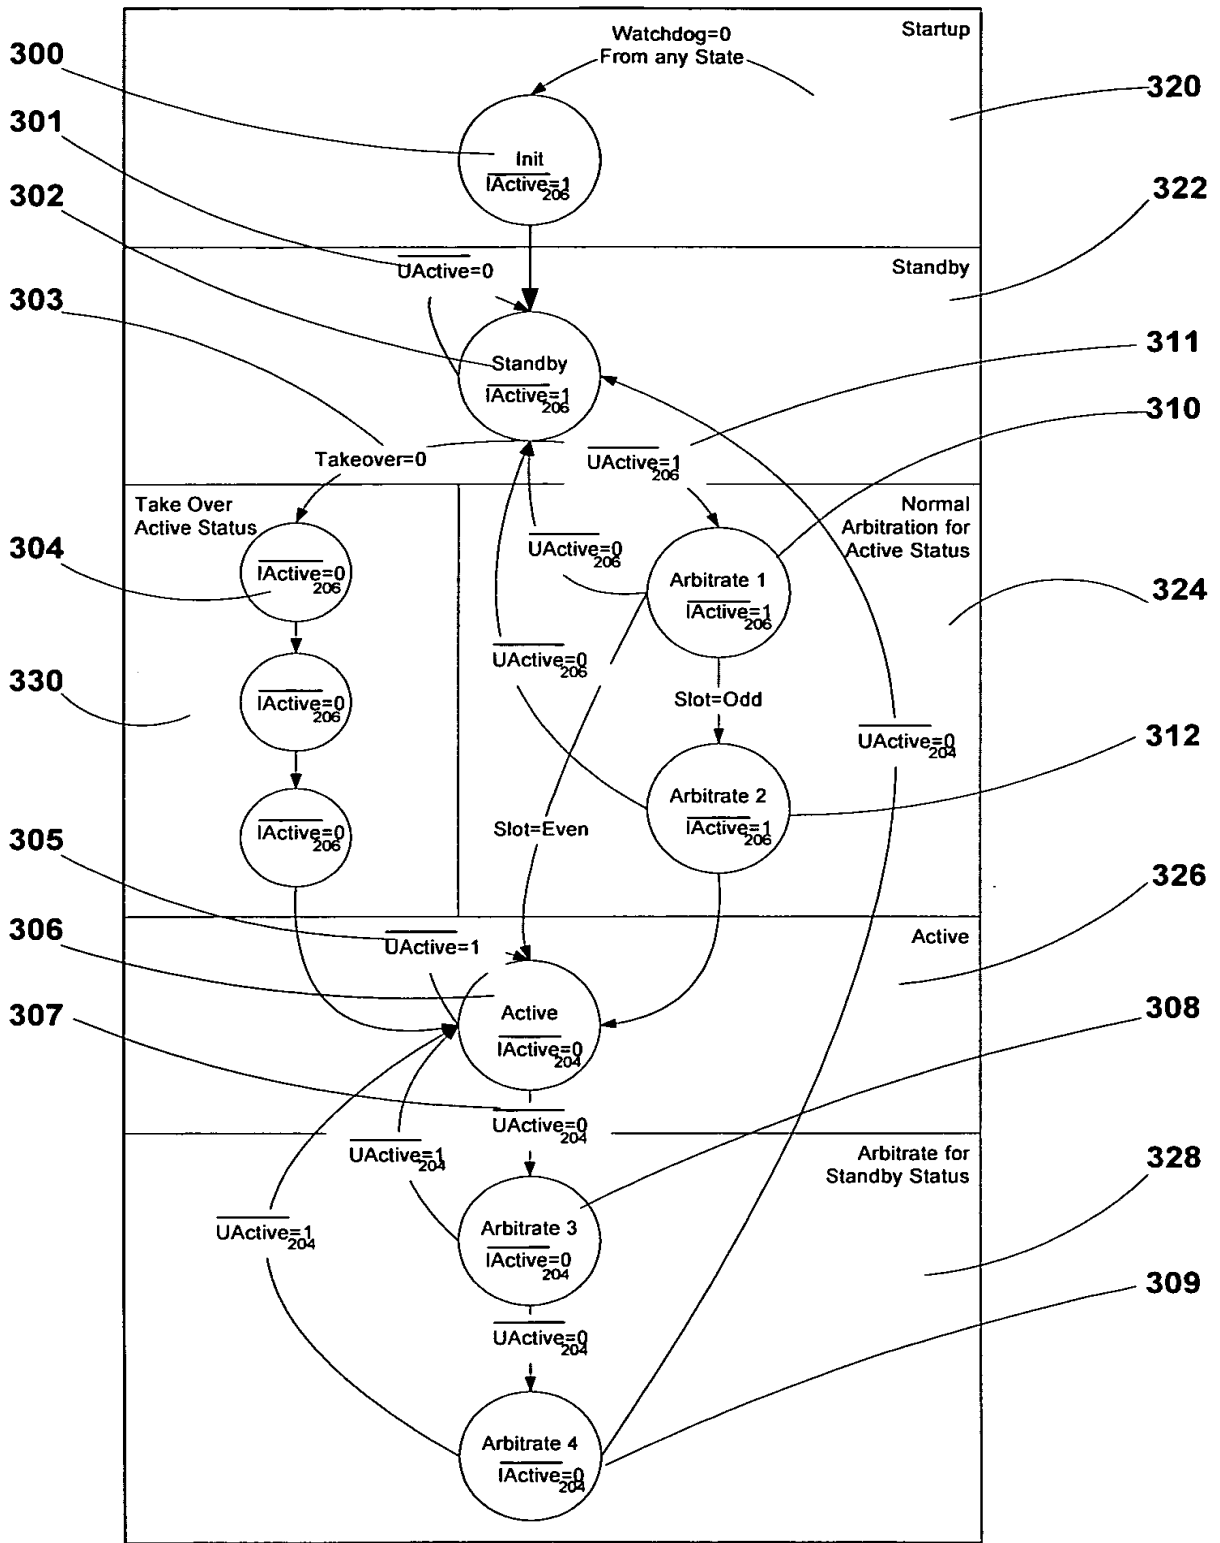 Startup
Watchdog=0
From any State
300
320
301
Init
IActive=1
206
302
322
UActive=0
Standby
303
311
Standby
IActive=1
206
310
Takeover=0
UActive=1
206
Take Over
Active Status
Normal
Arbitration for
Active Status
304
IActive=0
206
UActive=0
206
Arbitrate 1
IActive=1
206
324
UActive=0
206
330
IActive=0
206
Slot=Odd
UActive=0
204
312
Arbitrate 2
IActive=1
206
IActive=0
206
Slot=Even
305
326
UActive=1
Active
306
Active
IActive=0
204
307
308
UActive=0
204
UActive=1
204
Arbitrate for
Standby Status
328
UActive=1
204
Arbitrate 3
IActive=0
204
309
UActive=0
204
Arbitrate 4
IActive=0
204